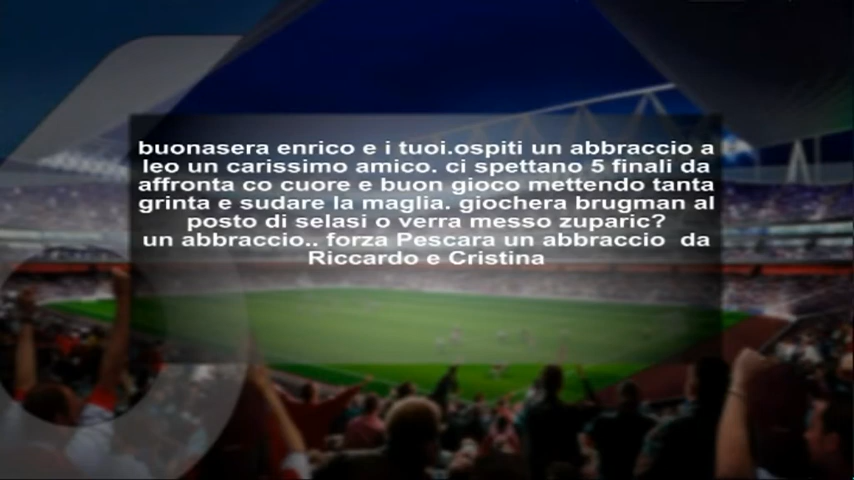 buonasera enrico e i tuoi.ospiti un abbraccio a
leo un carissimo amico. ci spettano 5 finali da
affronta co cuore e buon gioco mettendo tanta
grinta e sudare la maglia. giochera brugman al
posto di selasi o verra messo zuparic?
un abbraccio.. forza Pescara un abbraccio  da
Riccardo e Cristina